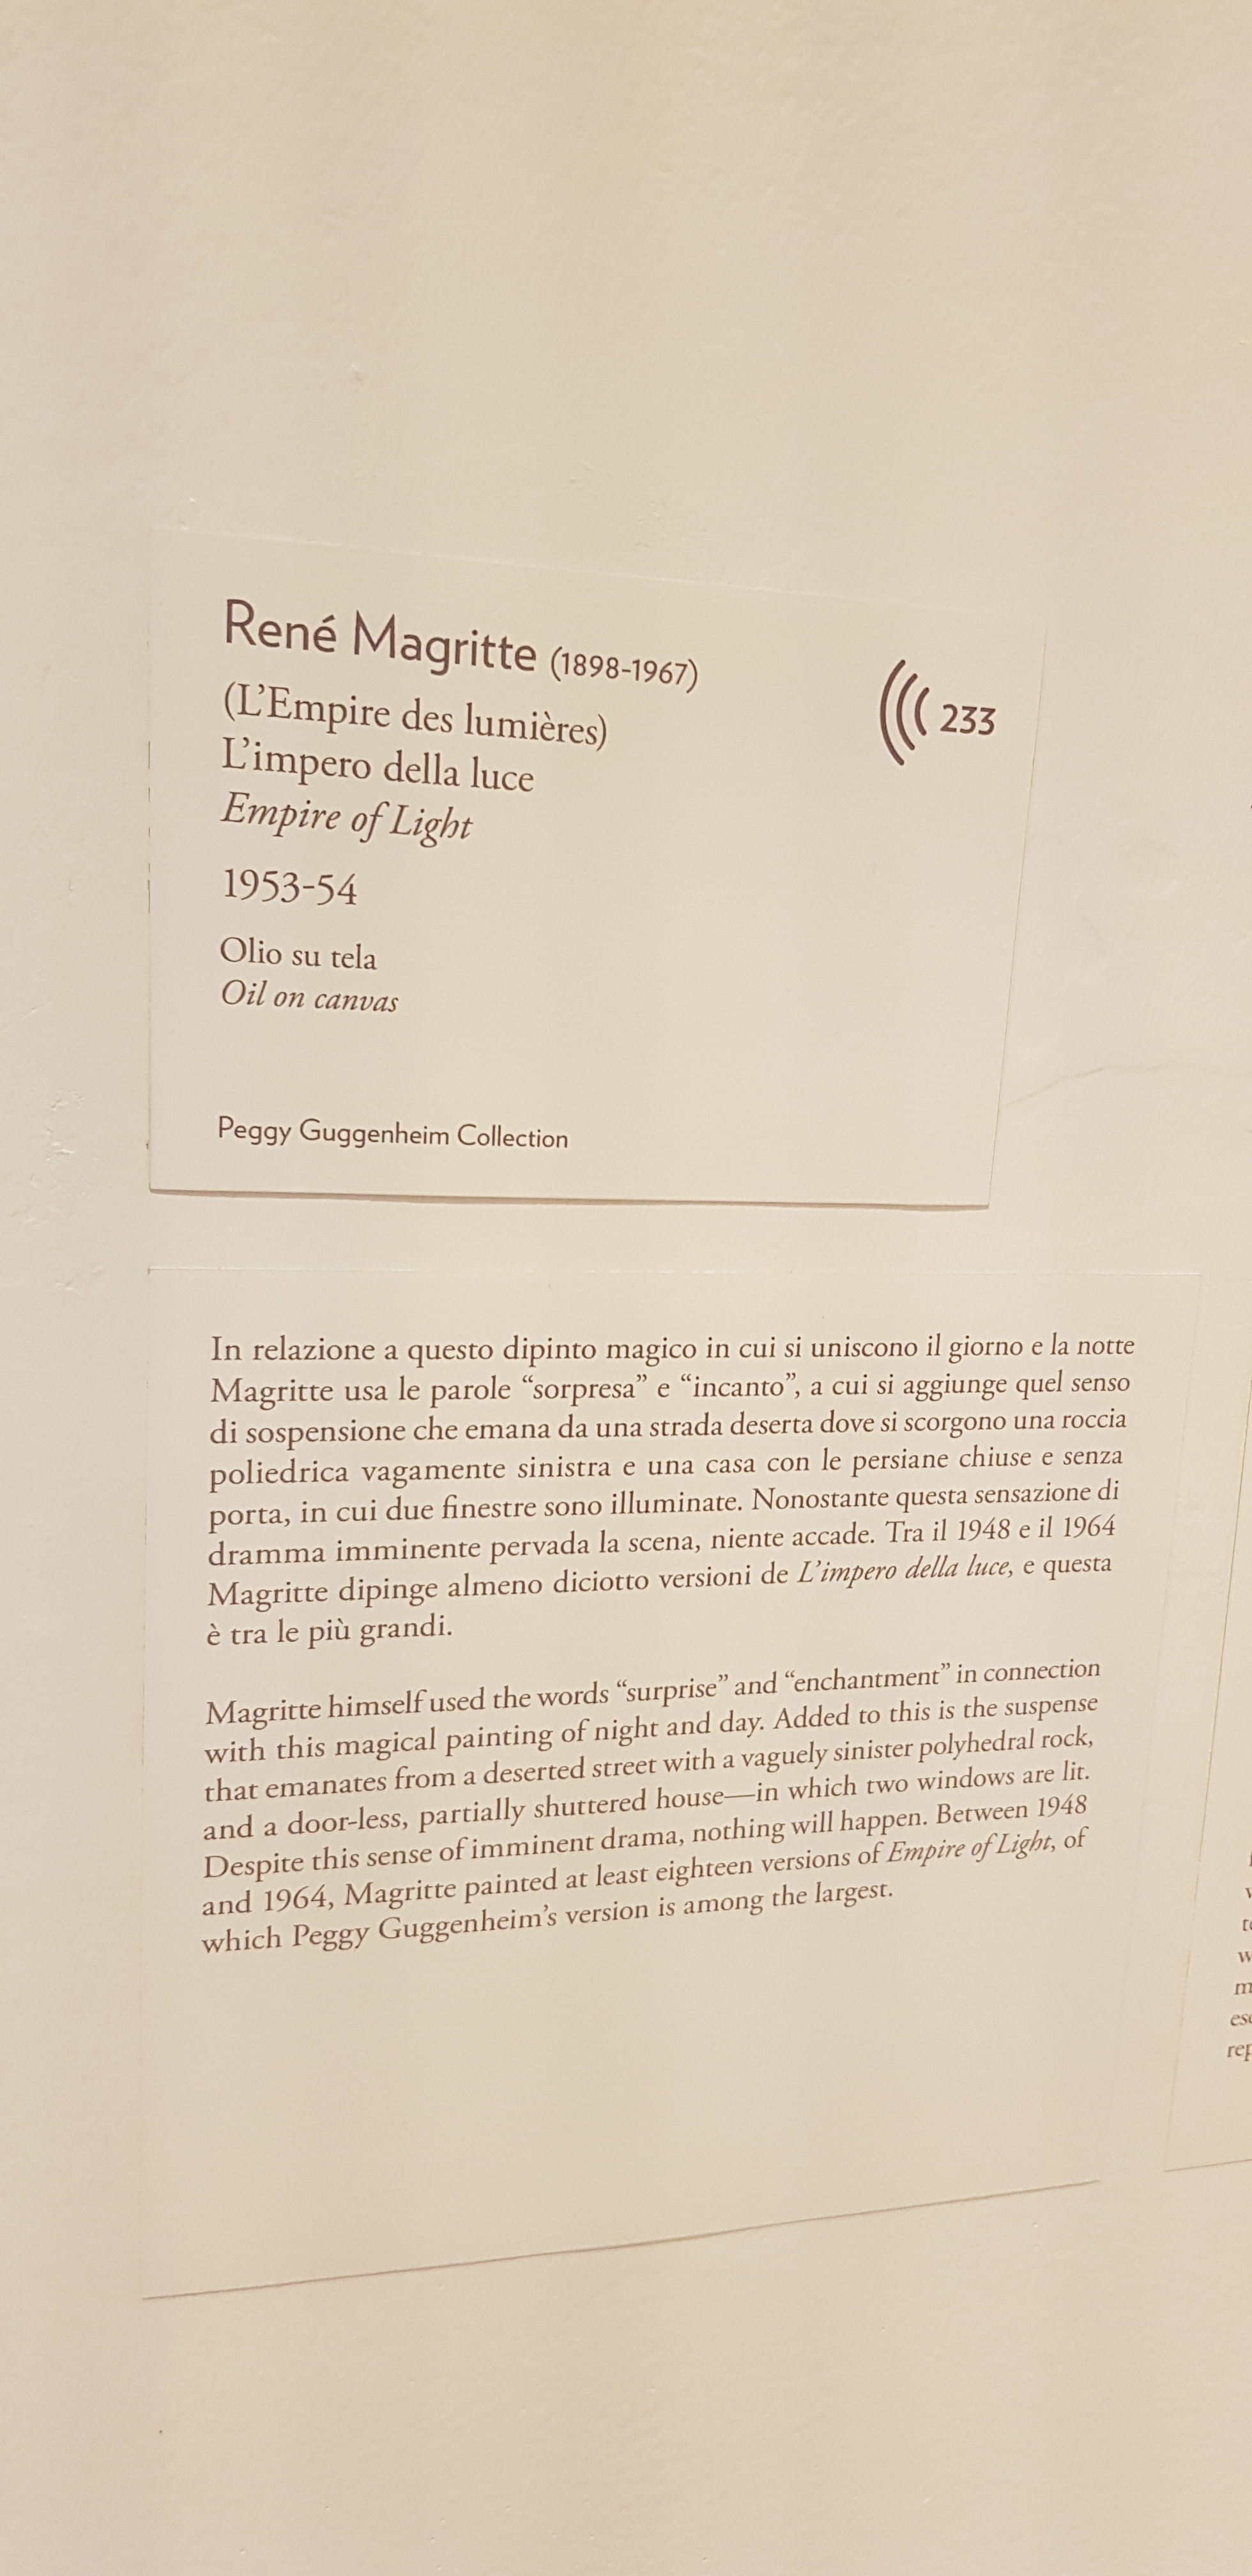 René Magritte (1898-1967)
(L'Empire des lumières)
L'impero della luce
Empire of Light
1953-54
Olio su tela
Oil on canvas
Peggy Guggenheim Collection
233
In relazione a questo dipinto magico in cui si uniscono il giorno e la notte
Magritte usa le parole “sorpresa” e “incanto”, a cui si aggiunge quel senso
di sospensione che emana da una strada deserta dove si scorgono una roccia
poliedrica vagamente sinistra e una casa con le persiane chiuse e senza
porta, in cui due finestre sono illuminate. Nonostante questa sensazione di
dramma imminente pervada la scena, niente accade. Tra il 1948 e il 1964
Magritte dipinge almeno diciotto versioni de L'impero della luce, e questa
è tra le più grandi.
Magritte himself used the words “surprise” and “enchantment” in connection
with this magical painting of night and day. Added to this is the suspense
that emanates from a deserted street with a vaguely sinister polyhedral rock,
and a door-less, partially shuttered house—in which two windows are lit.
Despite this sense of imminent drama, nothing will happen. Between 1948
and 1964, Magritte painted at least eighteen versions of Empire of Light, of
which Peggy Guggenheim's version is among the largest.